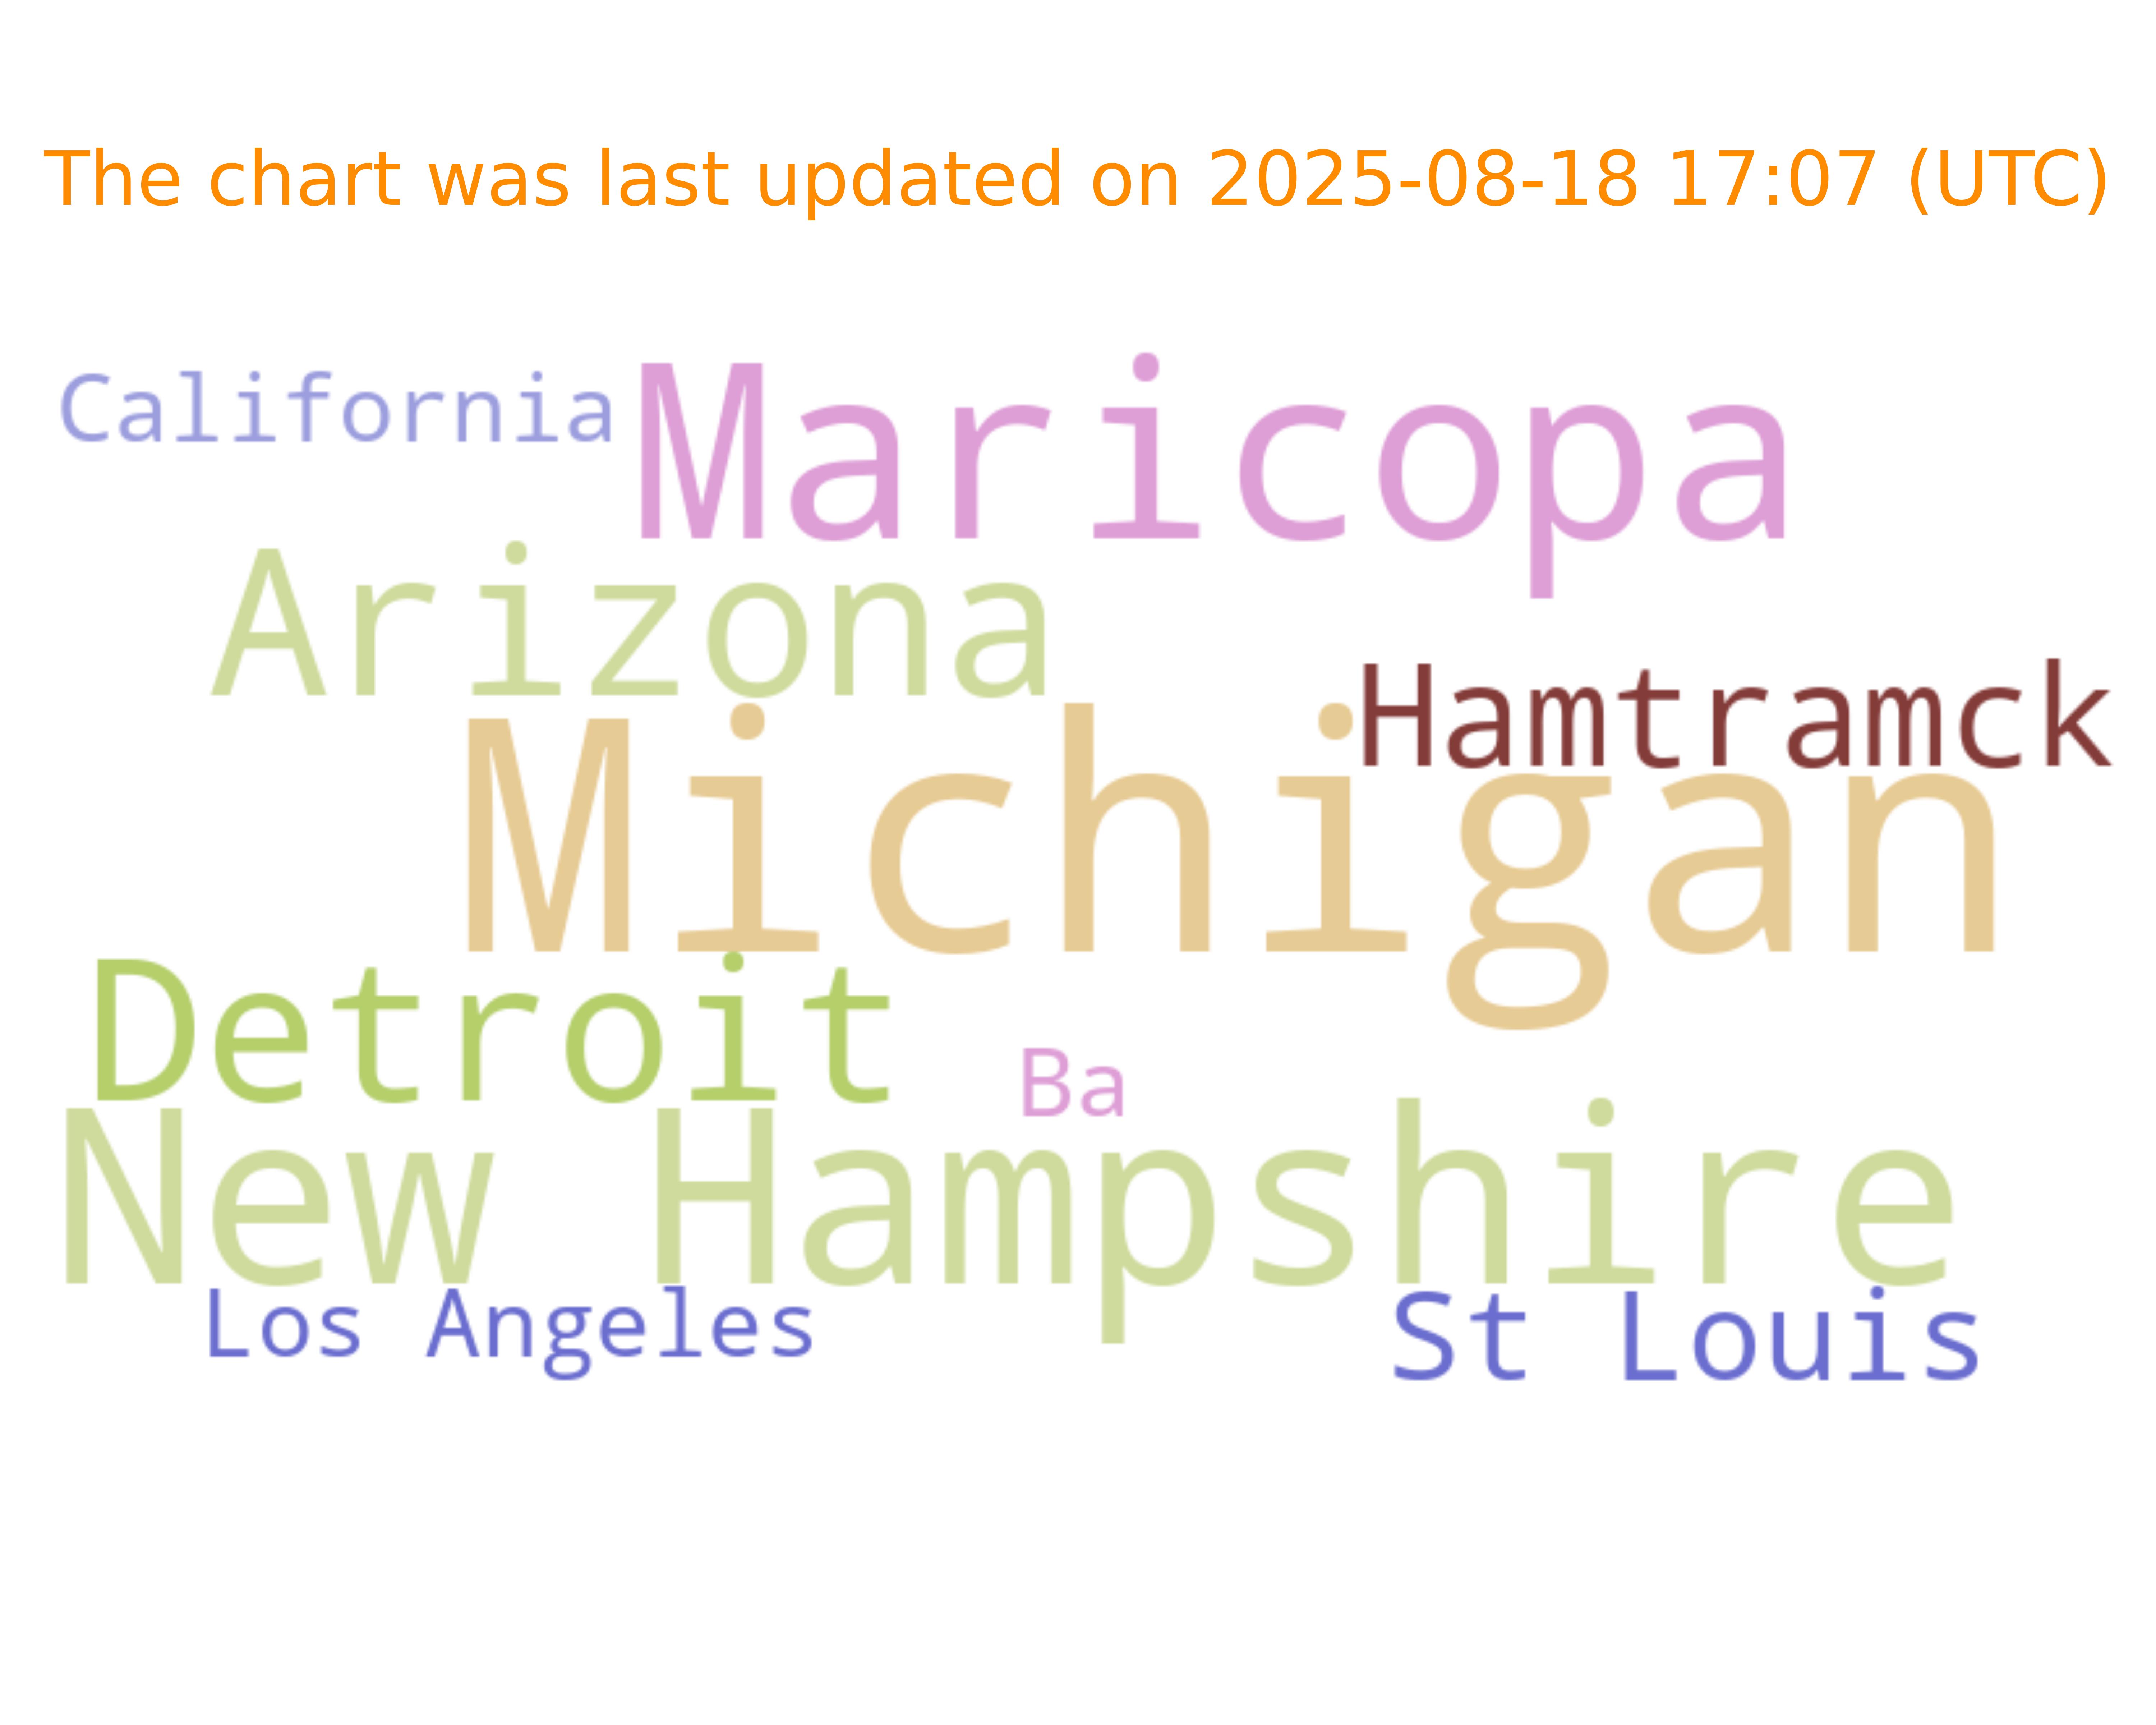 The chart was last updated on 2025-08-18 17:07 (UTC)
California
Maricopa
Arizona
Hamtramck
Michigan
Detroit
Ba
New Hampshire
Los Angeles
St Louis